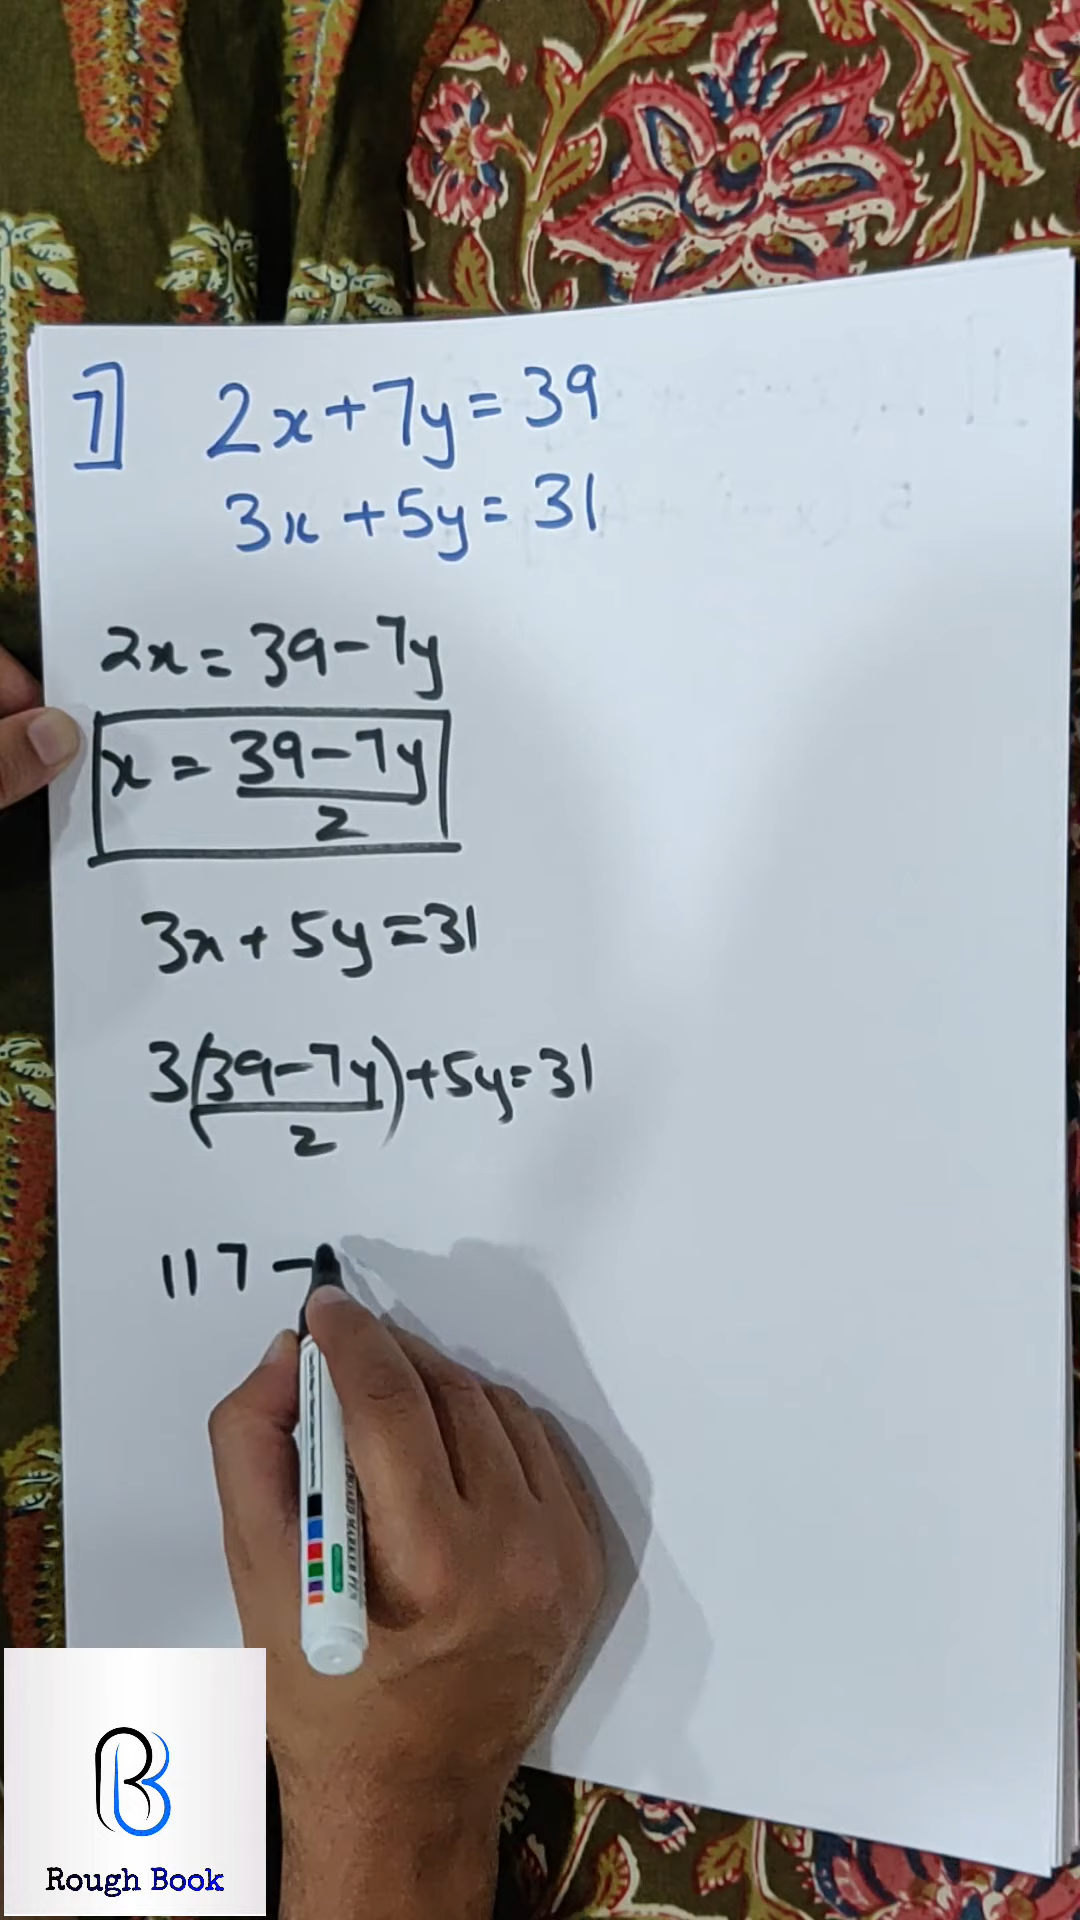 7] 2x+7y=39
3x+5y=31
2x=39-7y
x = 39-7y
2
3x+5y=31
3(39-7y)+5y=31
2
117-
Rough Book